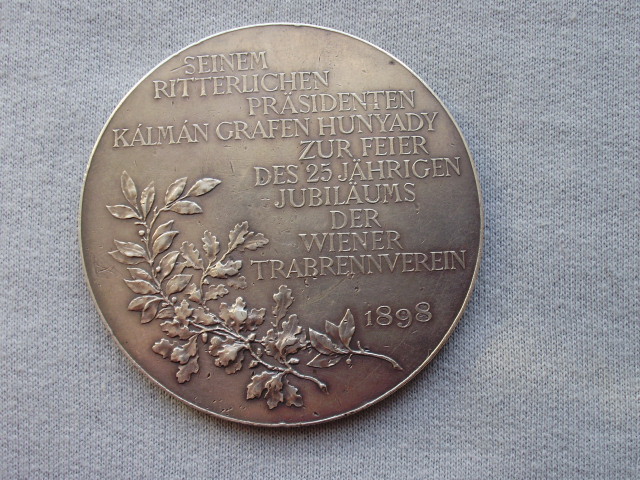 SEINEM
RITTERLICHEN
PRÄSIDENTEN
KÁLMÁN GRAFEN HUNYADY
ZUR FEIER
DES 25 JÄHRIGEN
JUBILÄUMS
DER
WIENER
TRABRENNVEREIN
1898